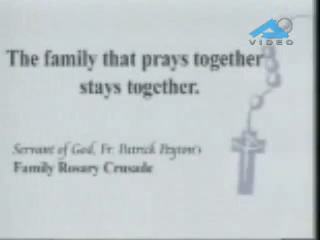 VIDEO
The family that prays together
stays together.
Servant of God, Fr. Patrick Peyton's
Family Rosary Crusade